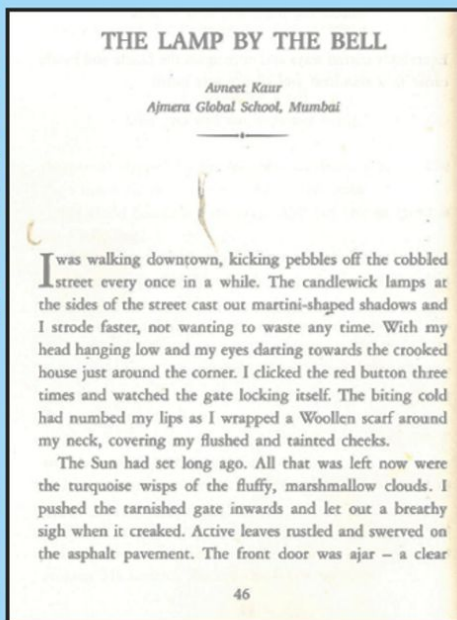 THE LAMP BY THE BELL
Avneet Kaur
Ajmera Global School, Mumbai
I was walking downtown, kicking pebbles off the cobbled
street every once in a while. The candlewick lamps at
the sides of the street cast out martini-shaped shadows and
I strode faster, not wanting to waste any time. With my
head hanging low and my eyes darting towards the crooked
house just around the corner. I clicked the red button three
times and watched the gate locking itself. The biting cold
had numbed my lips as I wrapped a Woollen scarf around
my neck, covering my flushed and tainted cheeks.
The Sun had set long ago. All that was left now were
the turquoise wisps of the fluffy, marshmallow clouds. I
pushed the tarnished gate inwards and let out a breathy
sigh when it creaked. Active leaves rustled and swerved on
the asphalt pavement. The front door was ajar – a clear
46